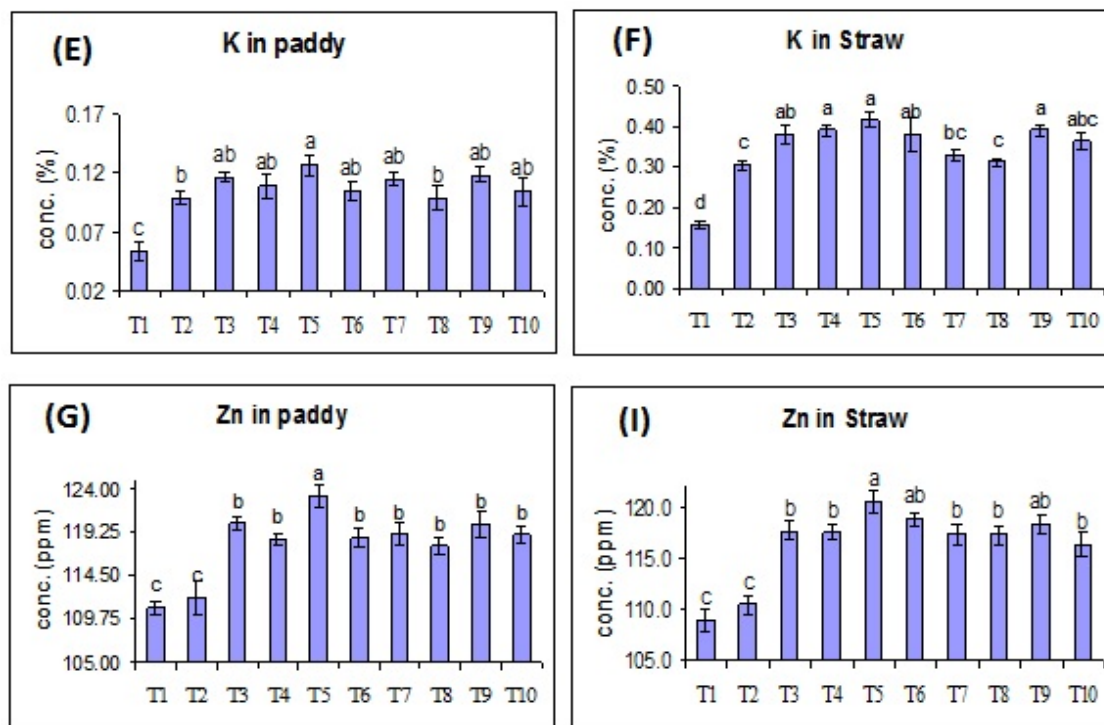 (E) K in paddy
conc. (%)
0.17
0.12
0.07
0.02
c b ab ab a ab ab b ab ab
T1 T2 T3 T4 T5 T6 T7 T8 T9 T10
(F) K in Straw
conc. (%)
0.50
0.40
0.30
0.20
0.10
0.00
d c ab a a ab bc c a abc
T1 T2 T3 T4 T5 T6 T7 T8 T9 T10
(G) Zn in paddy
conc. (ppm)
124.00
119.25
114.50
109.75
105.00
c c b b a b b b b b
T1 T2 T3 T4 T5 T6 T7 T8 T9 T10
(I) Zn in Straw
conc. (ppm)
120.0
115.0
110.0
105.0
c c b b a ab b b ab b
T1 T2 T3 T4 T5 T6 T7 T8 T9 T10